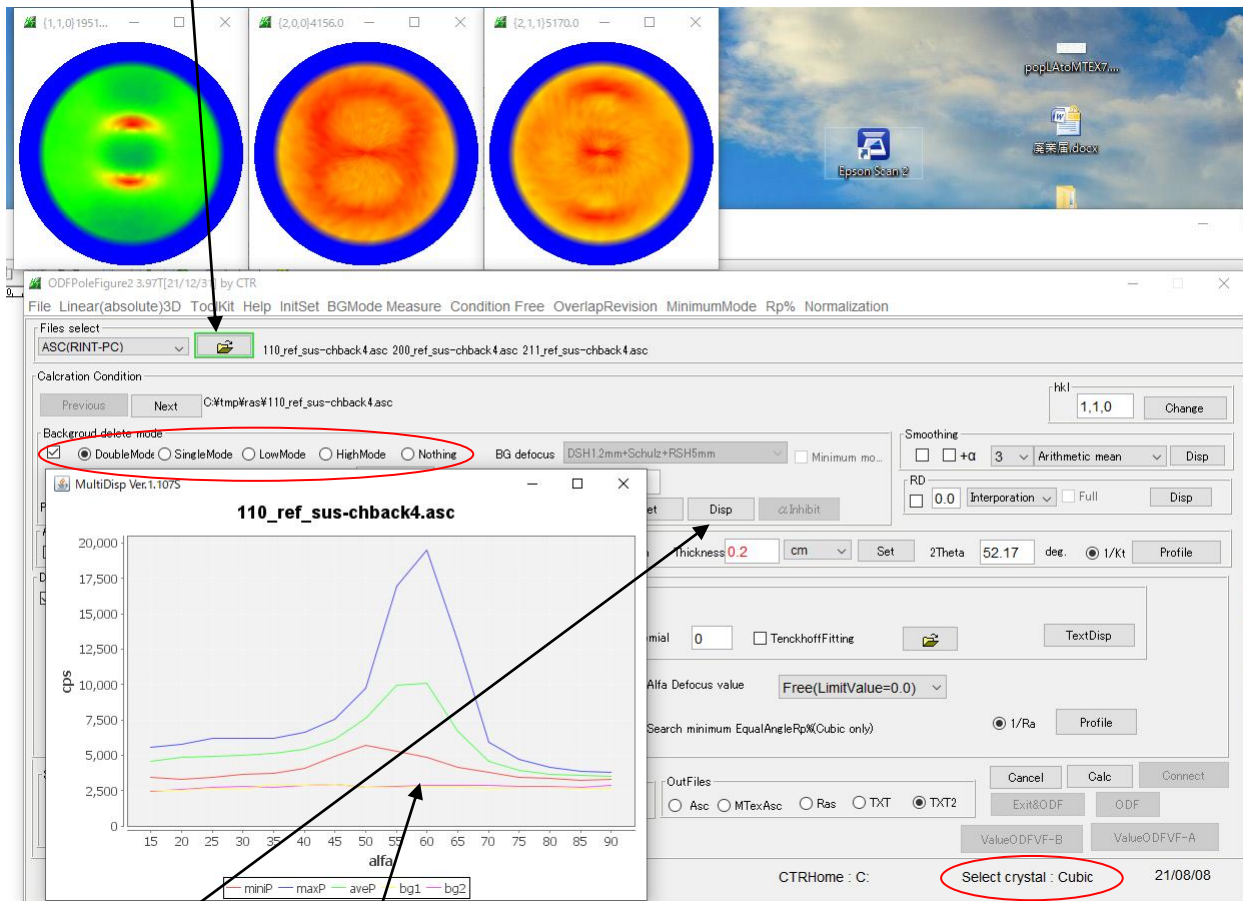 {1,1,0}1951...
{2,0,0}4156.0
{2,1,1}5170.0
popLAtoMTEX7....
Epson Scan 2
廃業届.docx
ODFPoleFigure2 3.97T[21/12/31] by CTR
File Linear(absolute)3D ToolKit Help InitSet BGMode Measure Condition Free OverlapRevision MinimumMode Rp% Normalization
Files select
ASC(RINT-PC)
110_ref_sus-chback4.asc 200_ref_sus-chback4.asc 211_ref_sus-chback4.asc
Calcration Condition
Previous Next C:¥tmp¥ras¥110_ref_sus-chback4.asc
hkl
1,1,0 Change
Backgroud delete mode
DoubleMode SingleMode LowMode HighMode Nothing BG defocus DSH1.2mm+Schulz+RSH5mm Minimum mo...
Smoothing
+α 3 Arithmetic mean Disp
RD
0.0 Interporation Full Disp
Disp α Inhibit
Thickness 0.2 cm Set 2Theta 52.17 deg. 1/Kt Profile
0 TenckhoffFitting TextDisp
Alfa Defocus value Free(LimitValue=0.0)
Search minimum EqualAngleRp%(Cubic only) 1/Ra Profile
OutFiles
Asc MTexAsc Ras TXT TXT2
Cancel Calc Connect
Exit&ODF ODF
ValueODFVF-B ValueODFVF-A
CTRHome : C: Select crystal : Cubic 21/08/08
MultiDisp Ver.1.107S
110_ref_sus-chback4.asc
20,000
17,500
15,000
12,500
10,000
7,500
5,000
2,500
0
cps
15 20 25 30 35 40 45 50 55 60 65 70 75 80 85 90
alfa
miniP maxP aveP bg1 bg2